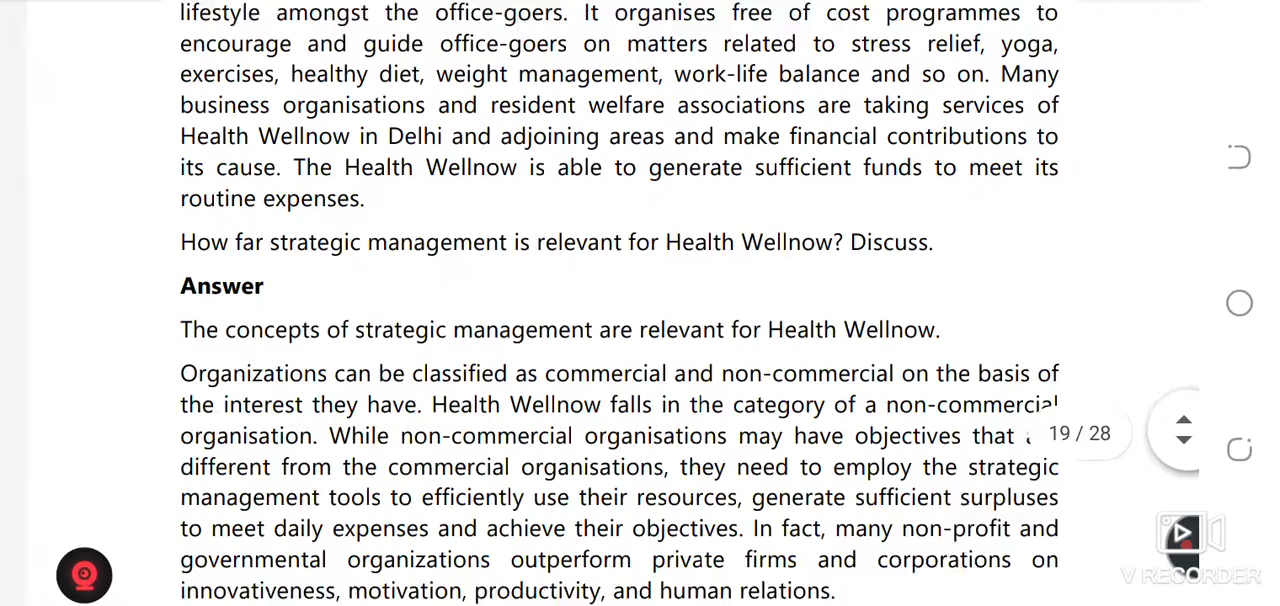 lifestyle amongst the office-goers. It organises free of cost programmes to
encourage and guide office-goers on matters related to stress relief, yoga,
exercises, healthy diet, weight management, work-life balance and so on. Many
business organisations and resident welfare associations are taking services of
Health Wellnow in Delhi and adjoining areas and make financial contributions to
its cause. The Health Wellnow is able to generate sufficient funds to meet its
routine expenses.
How far strategic management is relevant for Health Wellnow? Discuss.
Answer
The concepts of strategic management are relevant for Health Wellnow.
Organizations can be classified as commercial and non-commercial on the basis of
the interest they have. Health Wellnow falls in the category of a non-commercial
organisation. While non-commercial organisations may have objectives that
19 / 28
different from the commercial organisations, they need to employ the strategic
management tools to efficiently use their resources, generate sufficient surpluses
to meet daily expenses and achieve their objectives. In fact, many non-profit and
governmental organizations outperform private firms and corporations on
innovativeness, motivation, productivity, and human relations.
V RECORDER